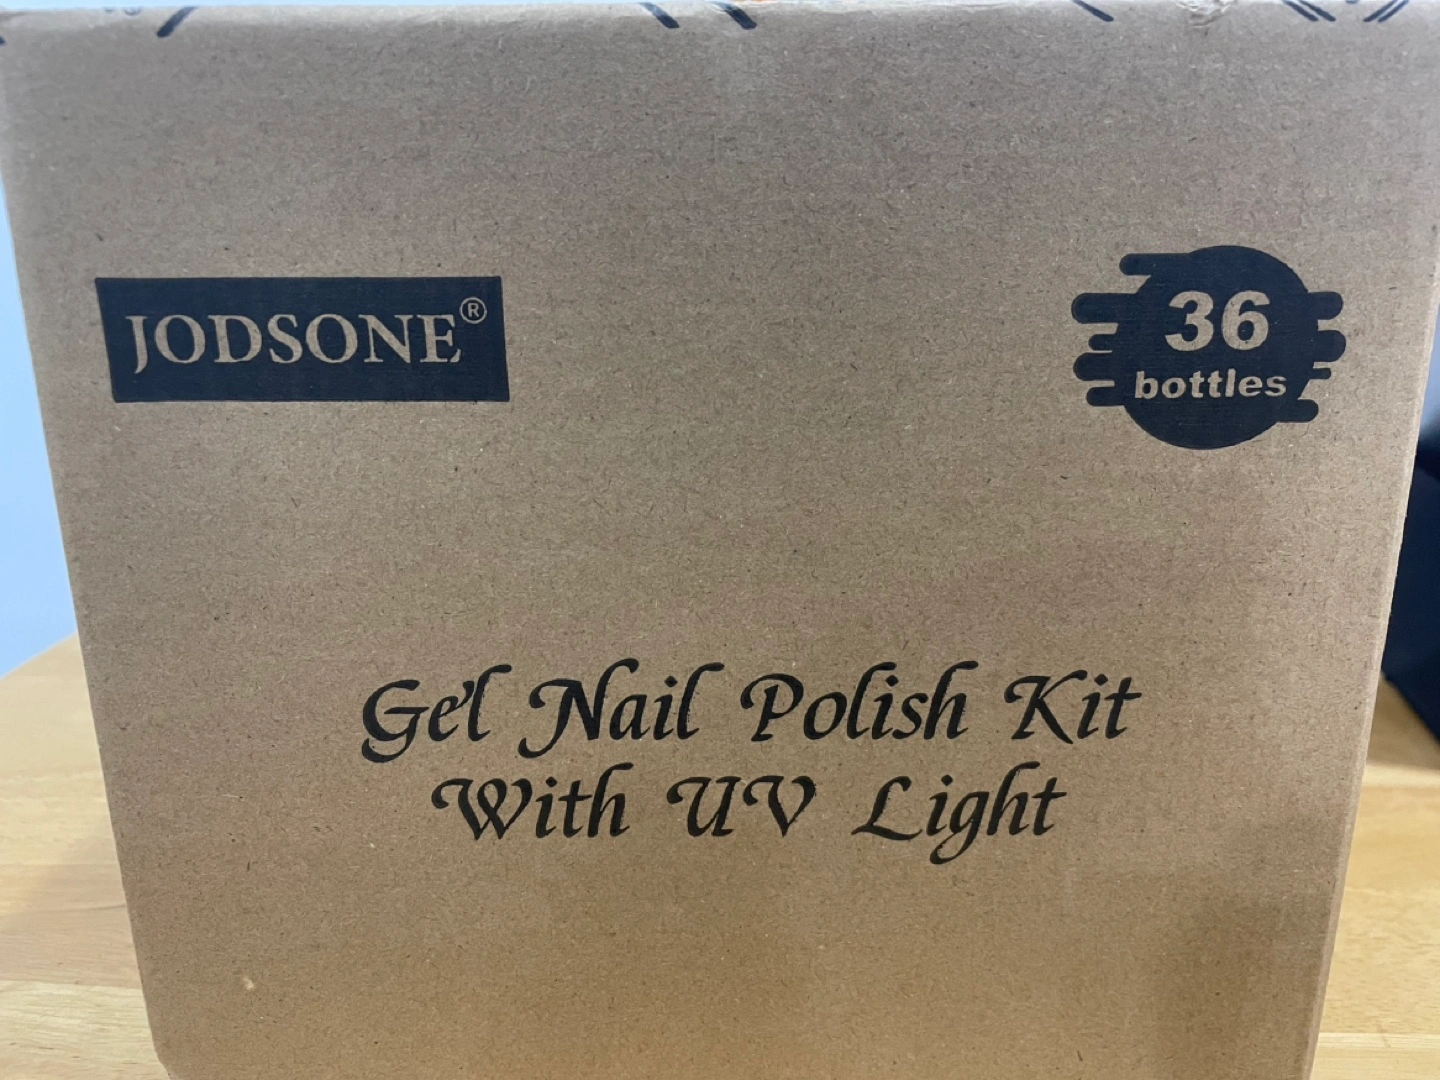 JODSONE®
36
bottles
Gel Nail Polish Kit
With UV Light